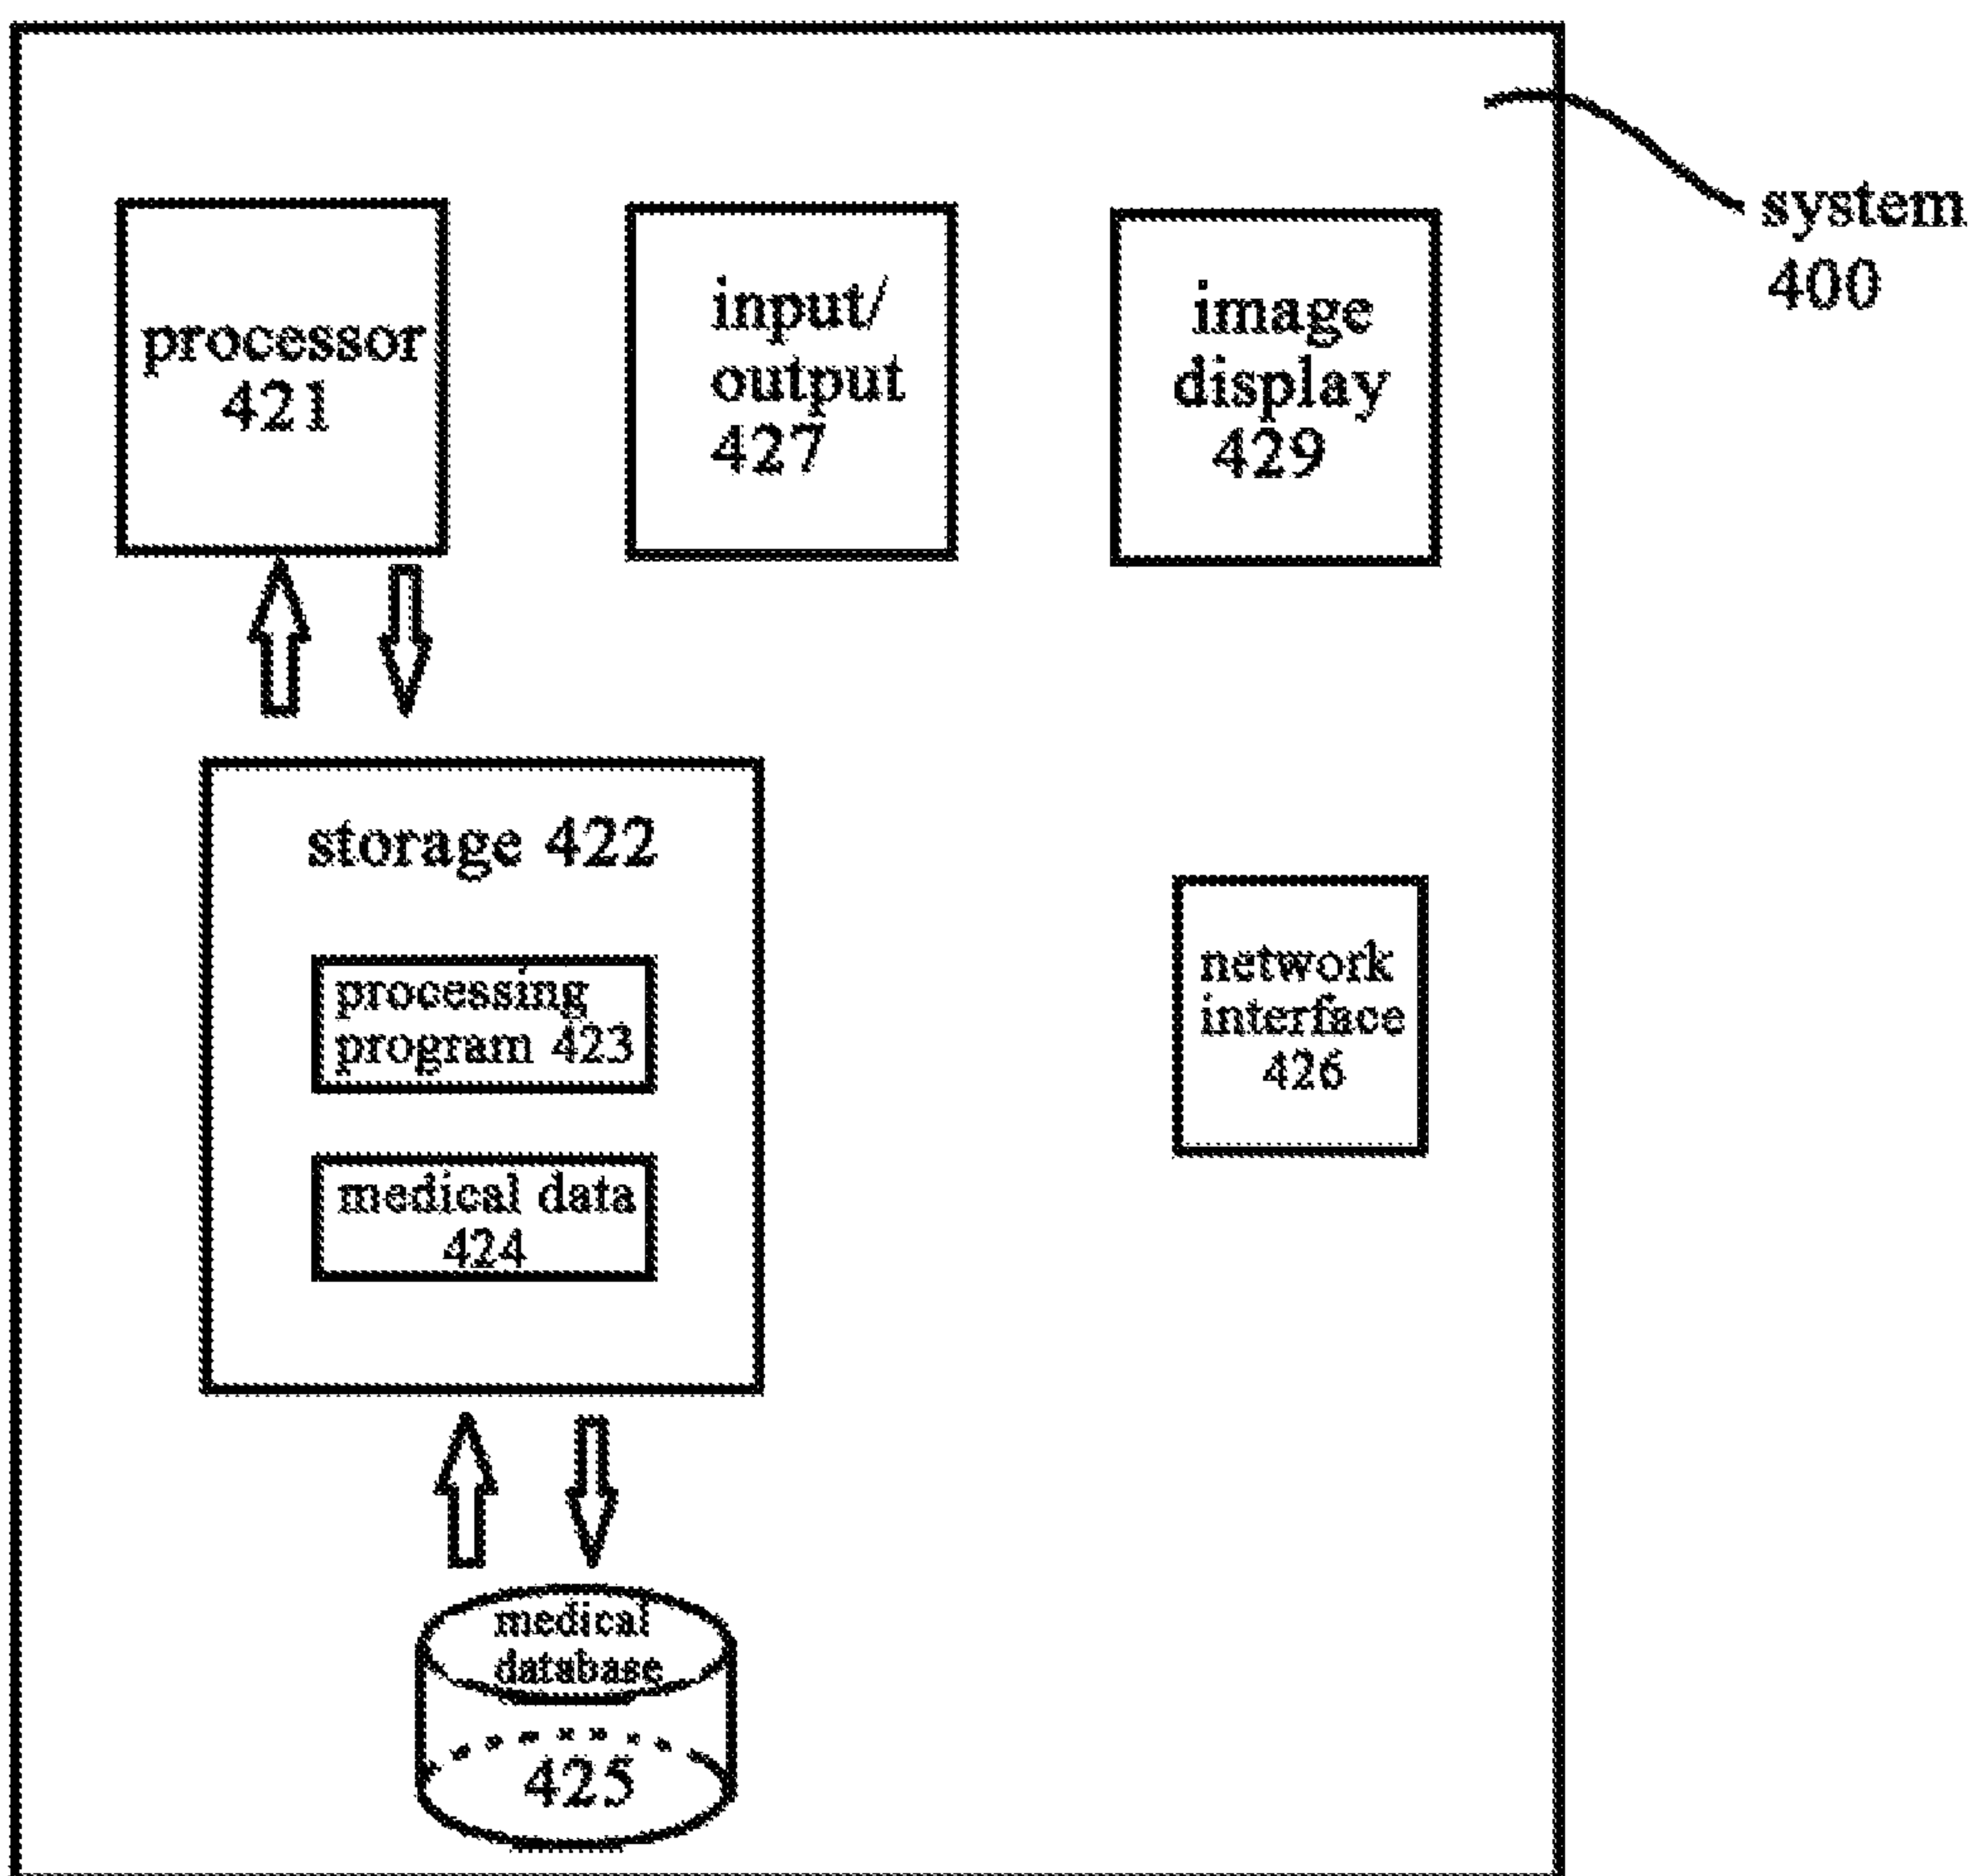 system
400
processor
421
input/
output
427
image
display
429
storage 422
processing
program 423
medical data
424
network
interface
426
medical
database
425